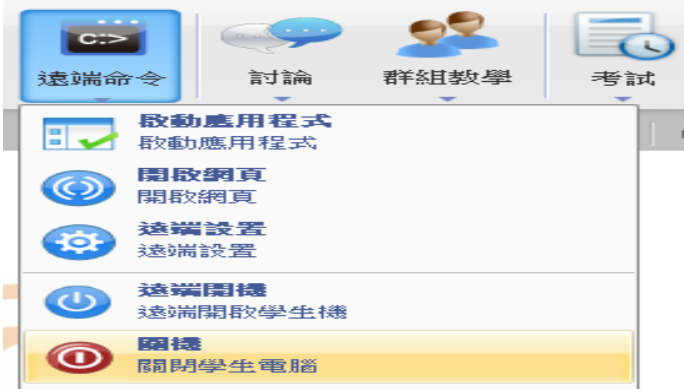 C:>
遠端命令
討論
群組教學
考試
啟動應用程式
啟動應用程式
開啟網頁
開啟網頁
遠端設置
遠端設置
遠端開機
遠端開啟學生機
關機
關閉學生電腦